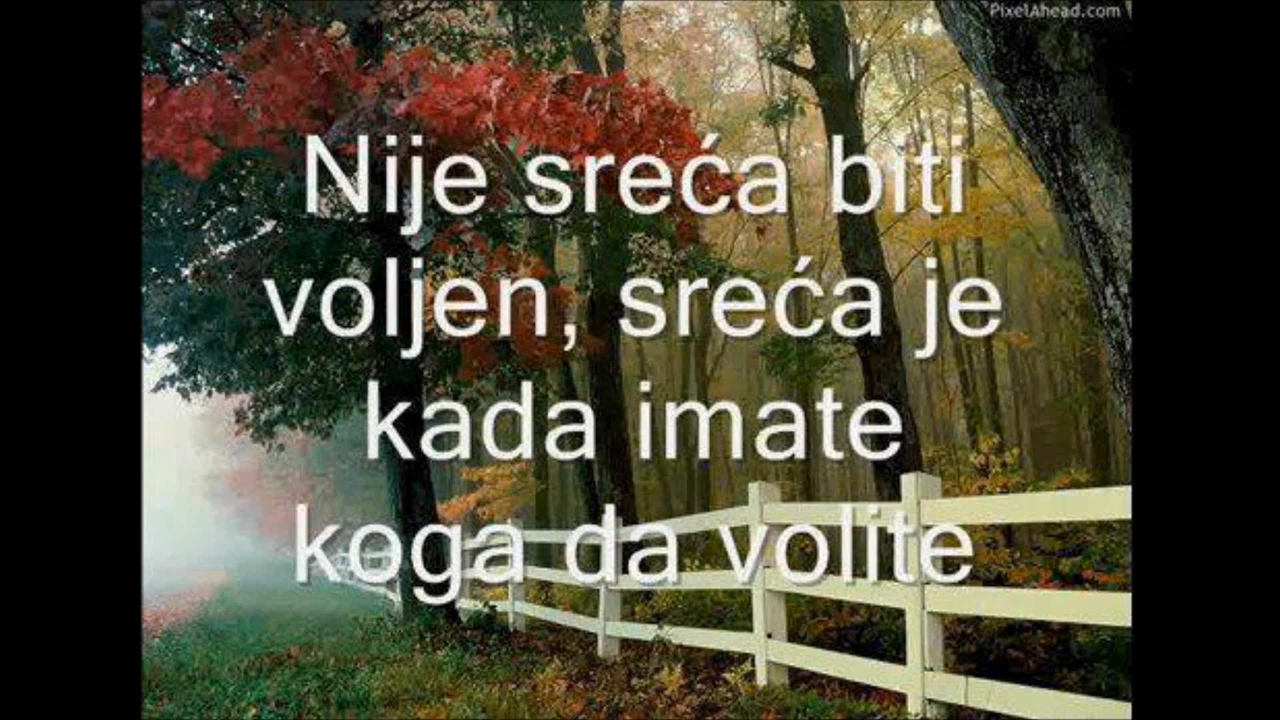 PixelAhead.com
Nije sreća biti
voljen, sreća je
kada imate
koga da volite